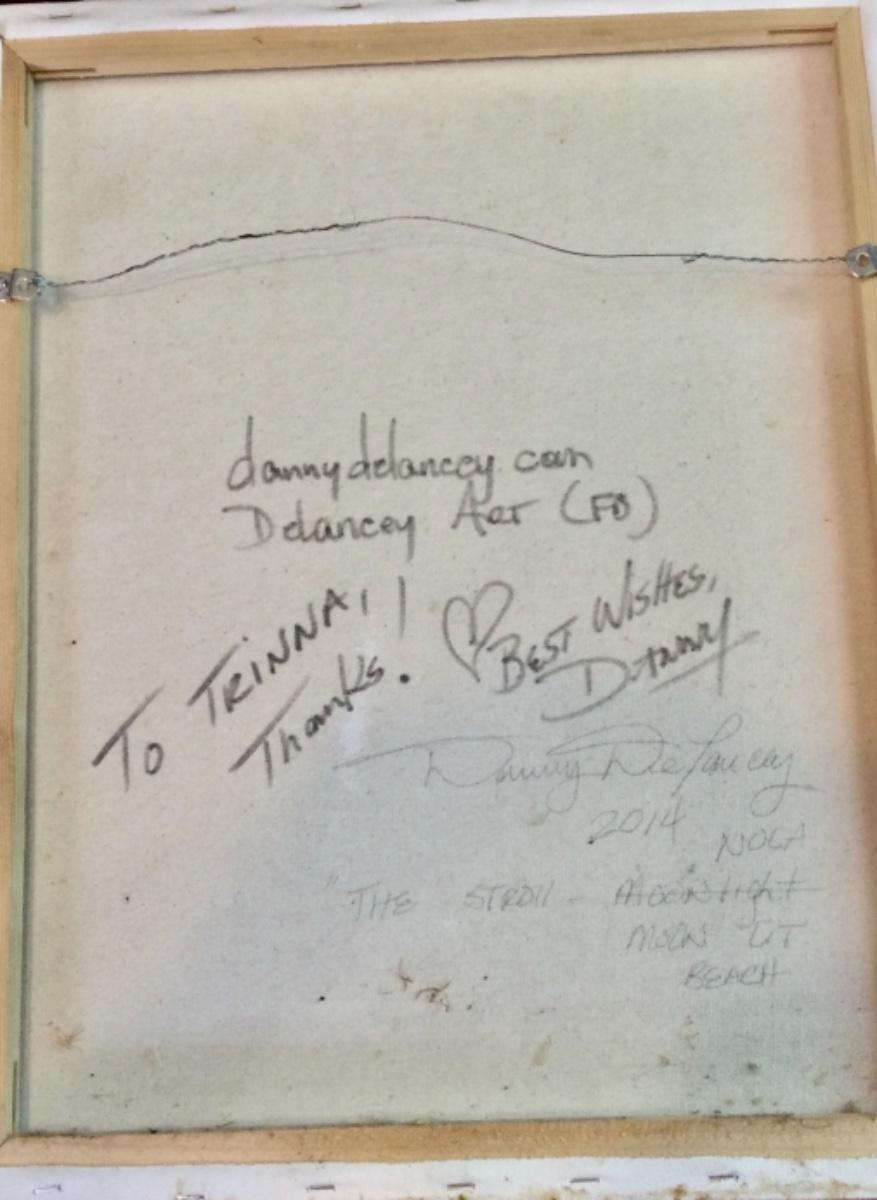 dannydelancey.com
Delancey Art (FB)
To TRINNA,
Thanks!
♡ BEST WISHES,
Danny
Danny DeLancey
2014
NOLA
"THE STROLL - MOONLIGHT
MOON LIT
BEACH